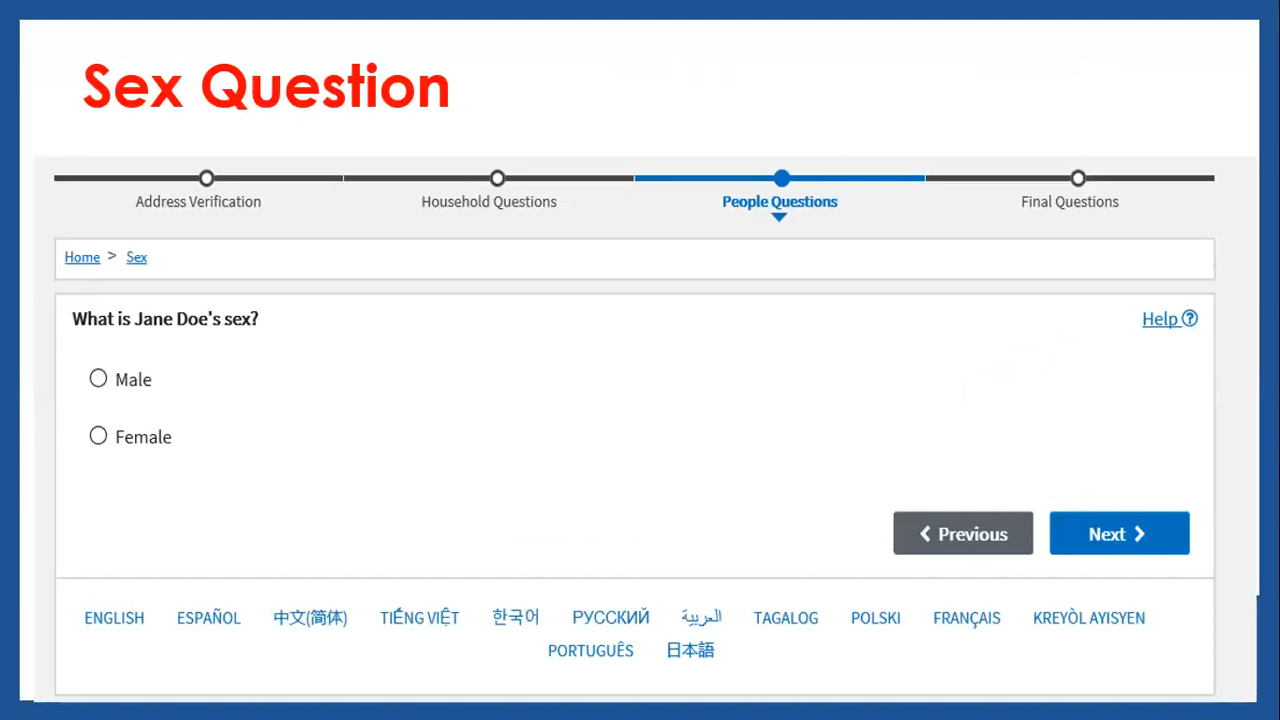 Sex Question
Address Verification
Household Questions
People Questions
Final Questions
Home > Sex
What is Jane Doe's sex?
Help
Male
Female
Previous
Next
ENGLISH ESPAÑOL 中文(简体) TIẾNG VIỆT 한국어 РУССКИЙ العربية TAGALOG POLSKI FRANÇAIS KREYÒL AYISYEN
PORTUGUÊS 日本語